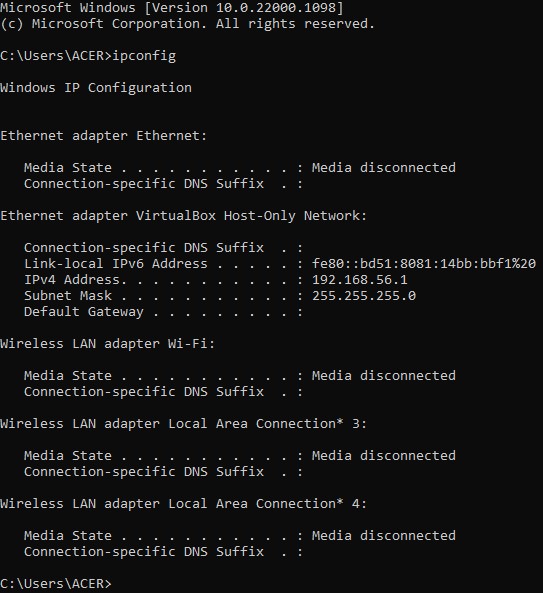 Microsoft Windows [Version 10.0.22000.1098]
(c) Microsoft Corporation. All rights reserved.
C:\Users\ACER>ipconfig
Windows IP Configuration
Ethernet adapter Ethernet:
Media State . . . . . . . . . . . : Media disconnected
Connection-specific DNS Suffix  . :
Ethernet adapter VirtualBox Host-Only Network:
Connection-specific DNS Suffix  . :
Link-local IPv6 Address . . . . . : fe80::bd51:8081:14bb:bbf1%20
IPv4 Address. . . . . . . . . . . : 192.168.56.1
Subnet Mask . . . . . . . . . . . : 255.255.255.0
Default Gateway . . . . . . . . . :
Wireless LAN adapter Wi-Fi:
Media State . . . . . . . . . . . : Media disconnected
Connection-specific DNS Suffix  . :
Wireless LAN adapter Local Area Connection* 3:
Media State . . . . . . . . . . . : Media disconnected
Connection-specific DNS Suffix  . :
Wireless LAN adapter Local Area Connection* 4:
Media State . . . . . . . . . . . : Media disconnected
Connection-specific DNS Suffix  . :
C:\Users\ACER>